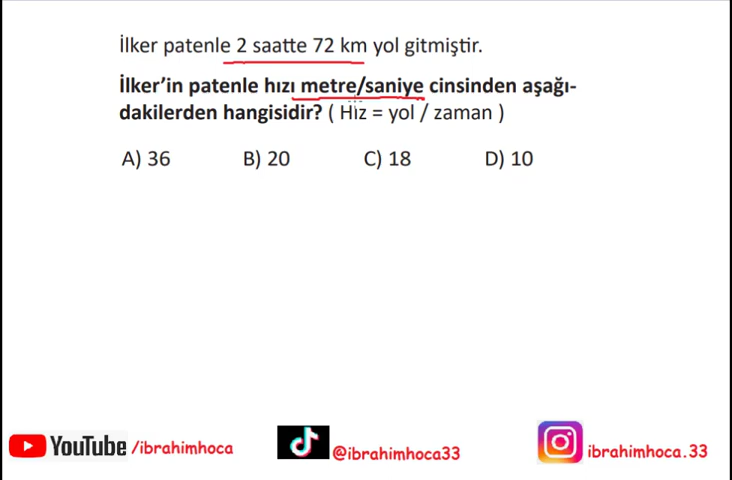 İlker patenle 2 saatte 72 km yol gitmiştir.
İlker'in patenle hızı metre/saniye cinsinden aşağı-
dakilerden hangisidir? ( Hız = yol / zaman )
A) 36 B) 20 C) 18 D) 10
YouTube /ibrahimhoca @ibrahimhoca33 ibrahimhoca.33